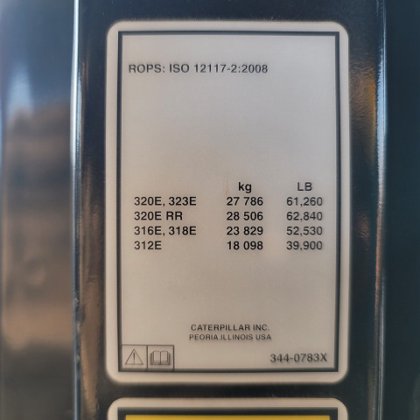 ROPS: ISO 12117-2:2008
kg LB
320E, 323E 27 786 61,260
320E RR 28 506 62,840
316E, 318E 23 829 52,530
312E 18 098 39,900
CATERPILLAR INC.
PEORIA.ILLINOIS USA
344-0783X